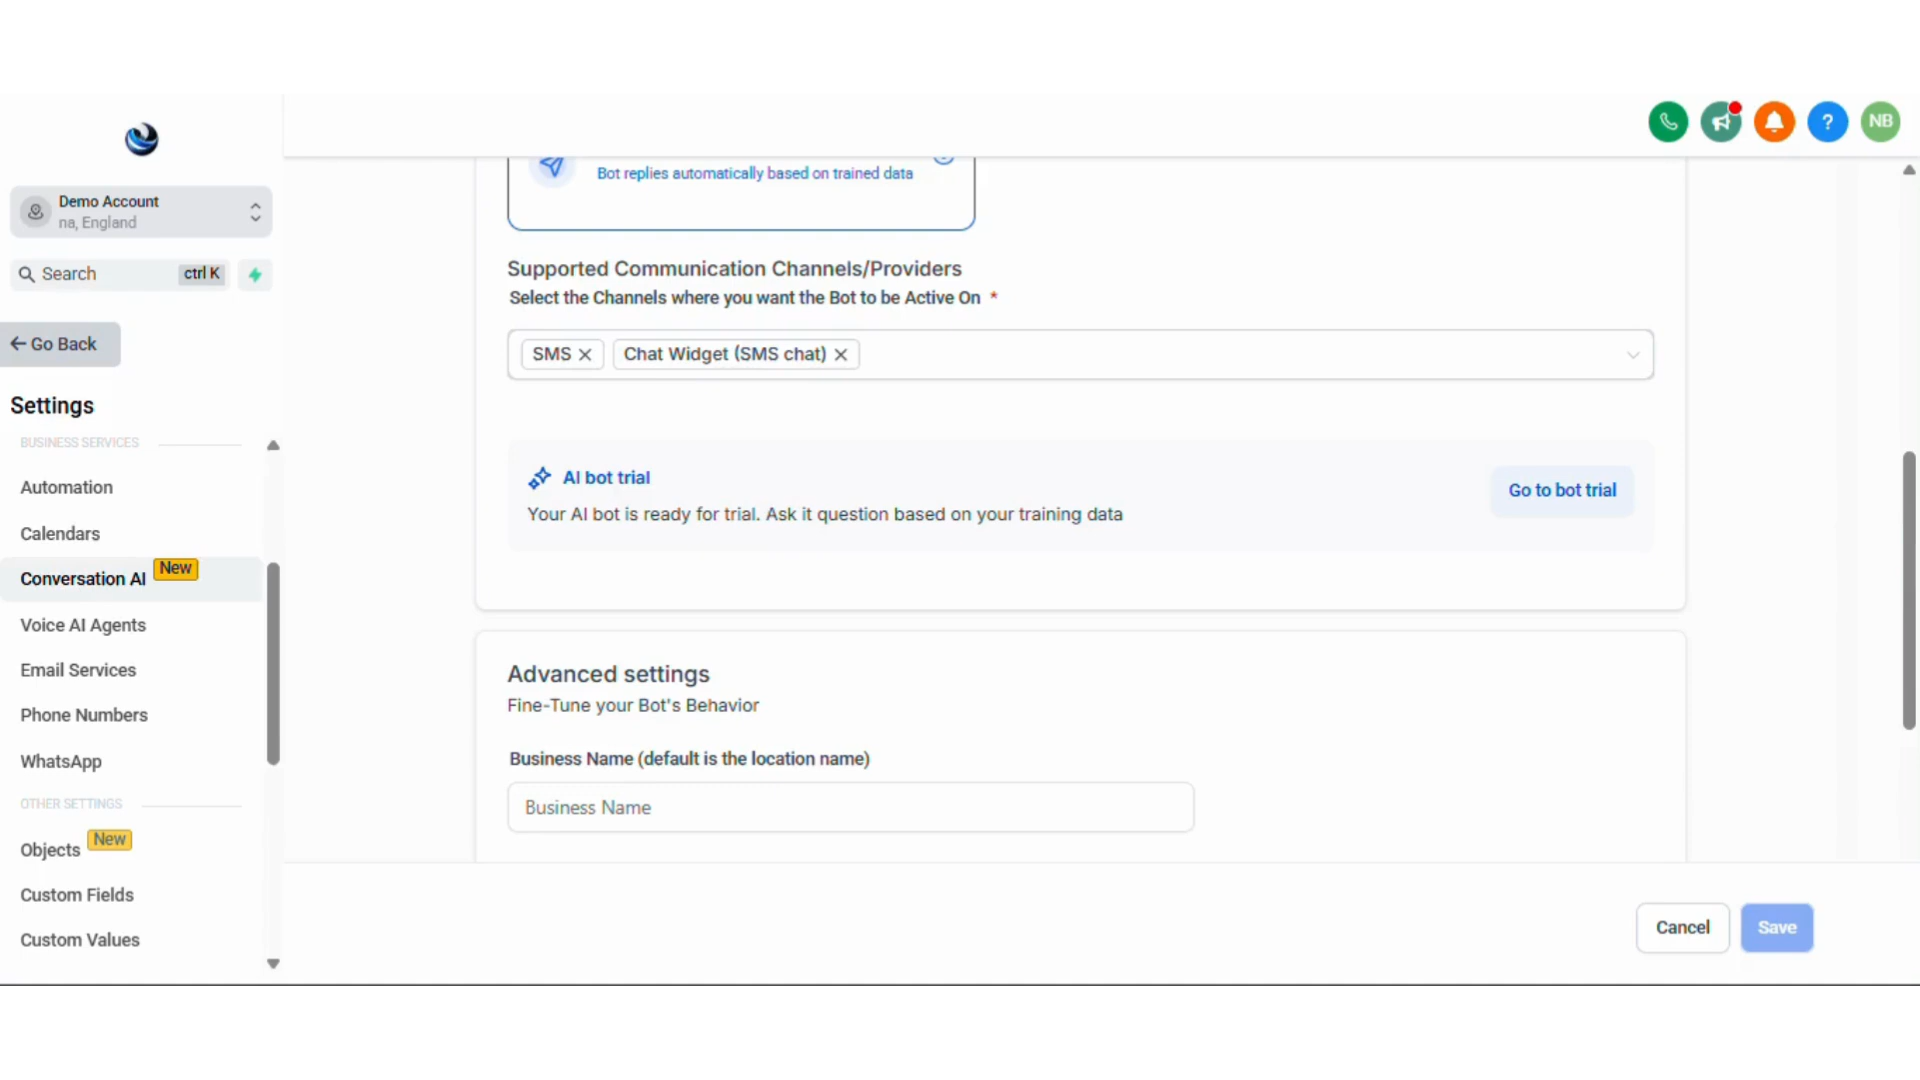 NB
Demo Account
na, England
Search ctrl K
Go Back
Settings
BUSINESS SERVICES
Automation
Calendars
Conversation AI New
Voice AI Agents
Email Services
Phone Numbers
WhatsApp
OTHER SETTINGS
Objects New
Custom Fields
Custom Values
Bot replies automatically based on trained data
Supported Communication Channels/Providers
Select the Channels where you want the Bot to be Active On *
SMS Chat Widget (SMS chat)
AI bot trial
Your AI bot is ready for trial. Ask it question based on your training data
Go to bot trial
Advanced settings
Fine-Tune your Bot's Behavior
Business Name (default is the location name)
Business Name
Cancel Save